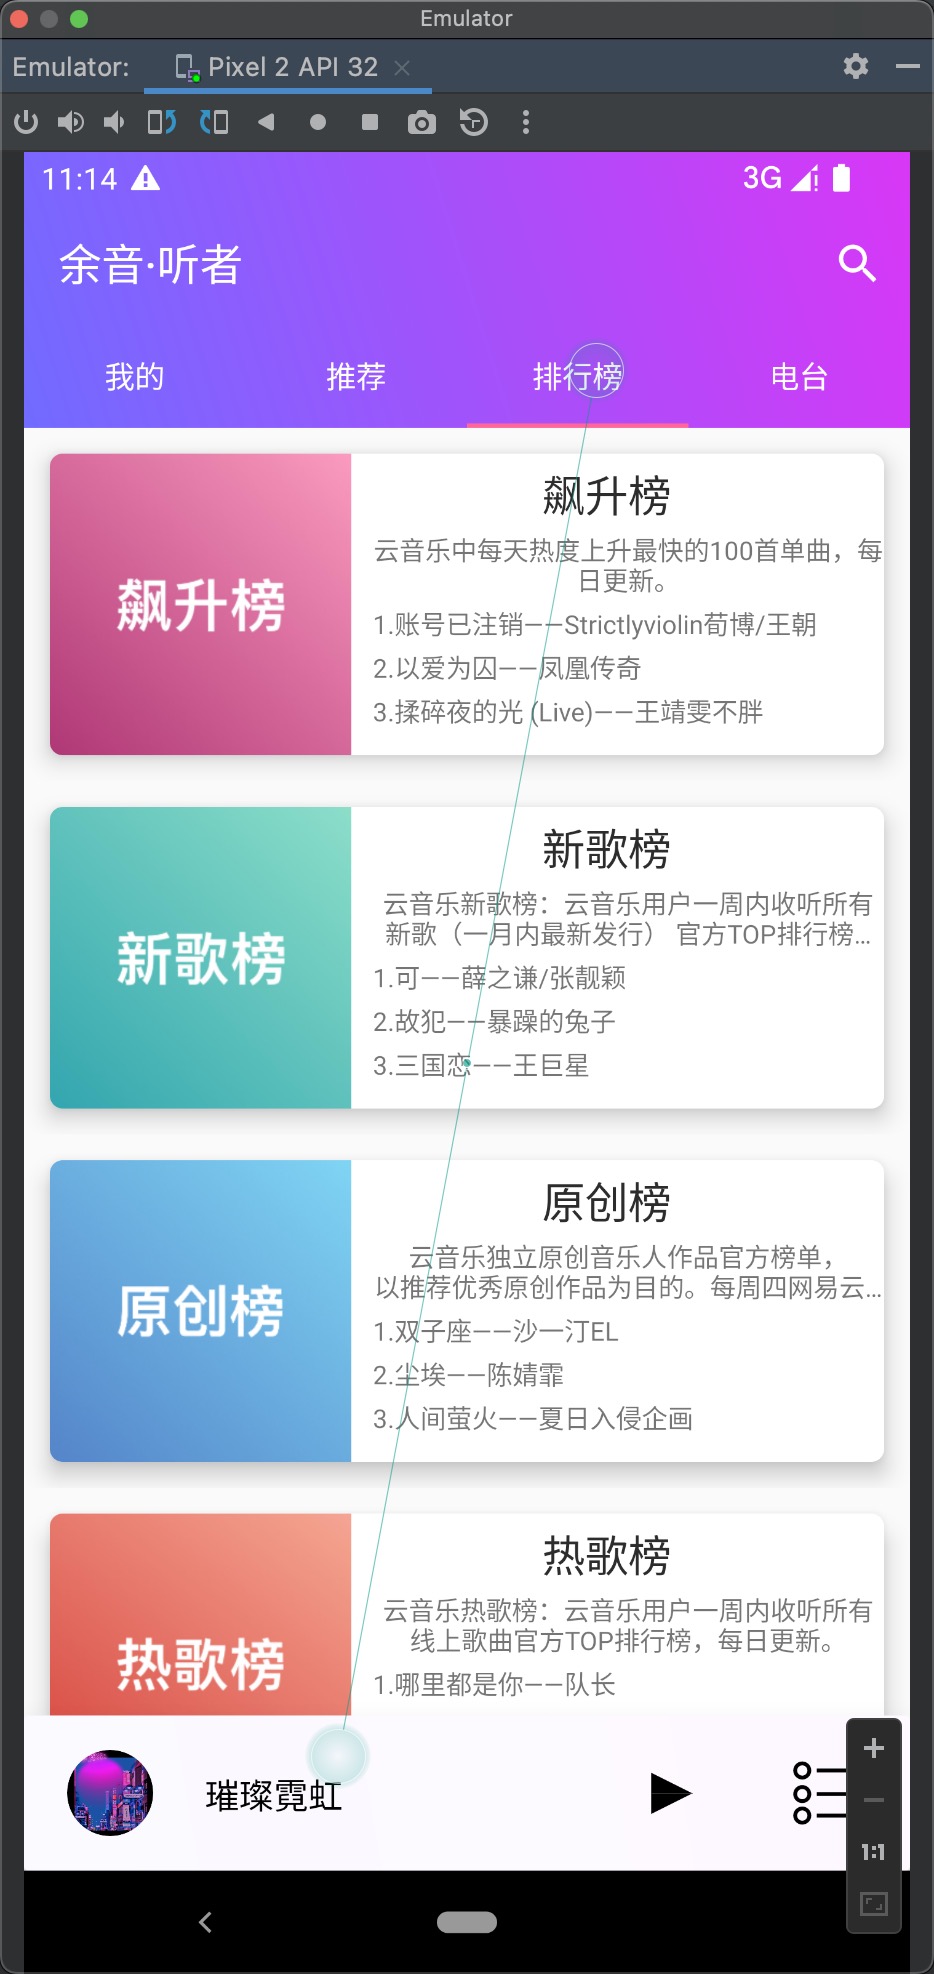 Emulator
Emulator: Pixel 2 API 32
11:14 3G
余音·听者
我的 推荐 排行榜 电台
飙升榜
飙升榜
云音乐中每天热度上升最快的100首单曲，每
日更新。
1.账号已注销——Strictlyviolin荀博/王朝
2.以爱为囚——凤凰传奇
3.揉碎夜的光 (Live)——王靖雯不胖
新歌榜
新歌榜
云音乐新歌榜：云音乐用户一周内收听所有
新歌（一月内最新发行） 官方TOP排行榜...
1.可——薛之谦/张靓颖
2.故犯——暴躁的兔子
3.三国恋——王巨星
原创榜
原创榜
云音乐独立原创音乐人作品官方榜单，
以推荐优秀原创作品为目的。每周四网易云...
1.双子座——沙一汀EL
2.尘埃——陈婧霏
3.人间萤火——夏日入侵企画
热歌榜
热歌榜
云音乐热歌榜：云音乐用户一周内收听所有
线上歌曲官方TOP排行榜，每日更新。
1.哪里都是你——队长
璀璨霓虹
1:1